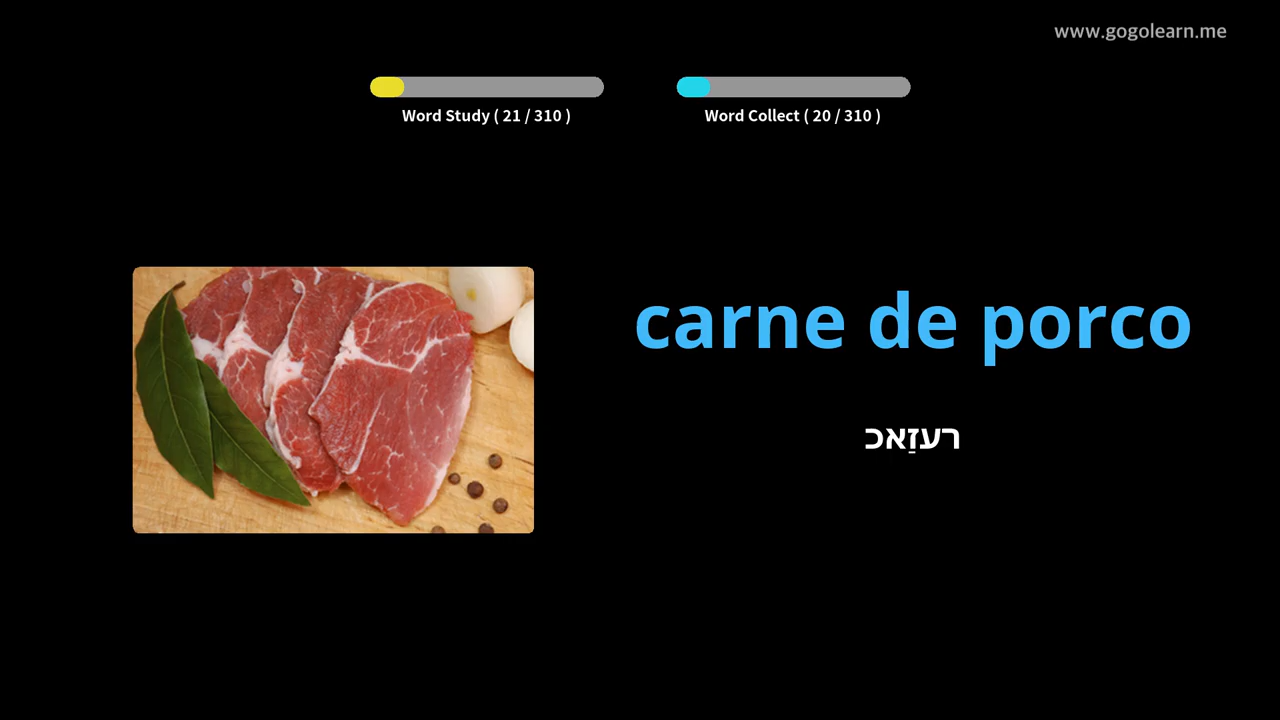 www.gogolearn.me
Word Study ( 21 / 310 )
Word Collect ( 20 / 310 )
carne de porco
רעזַאכ